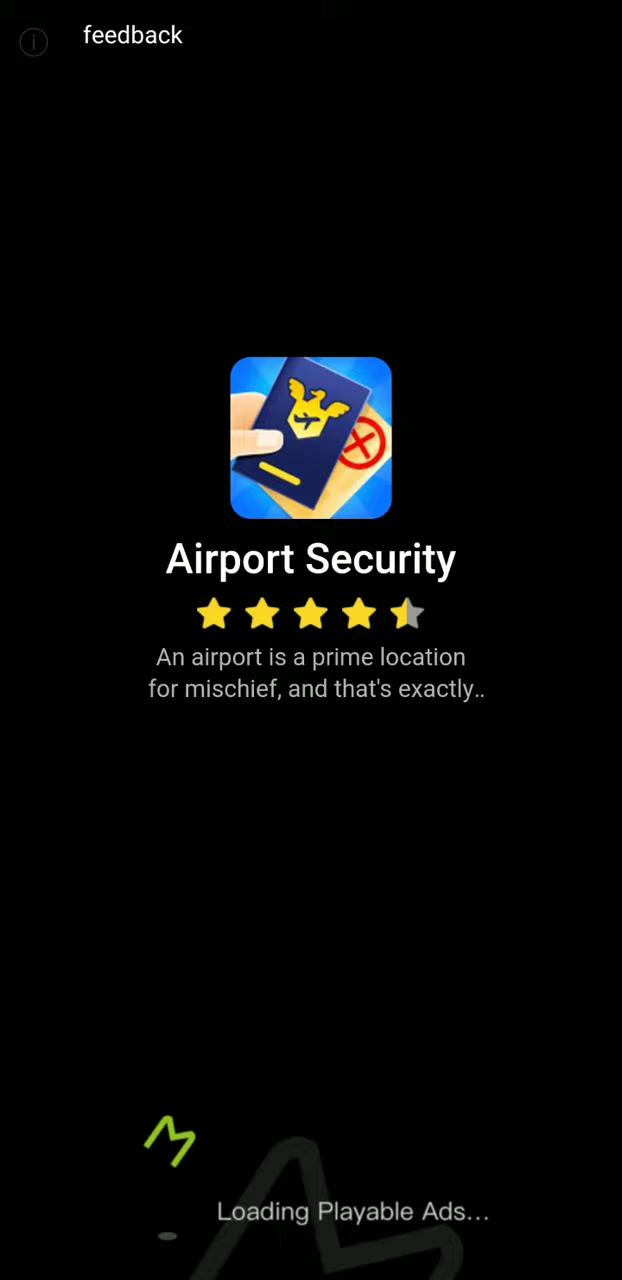 feedback
Airport Security
An airport is a prime location
for mischief, and that's exactly..
Loading Playable Ads...